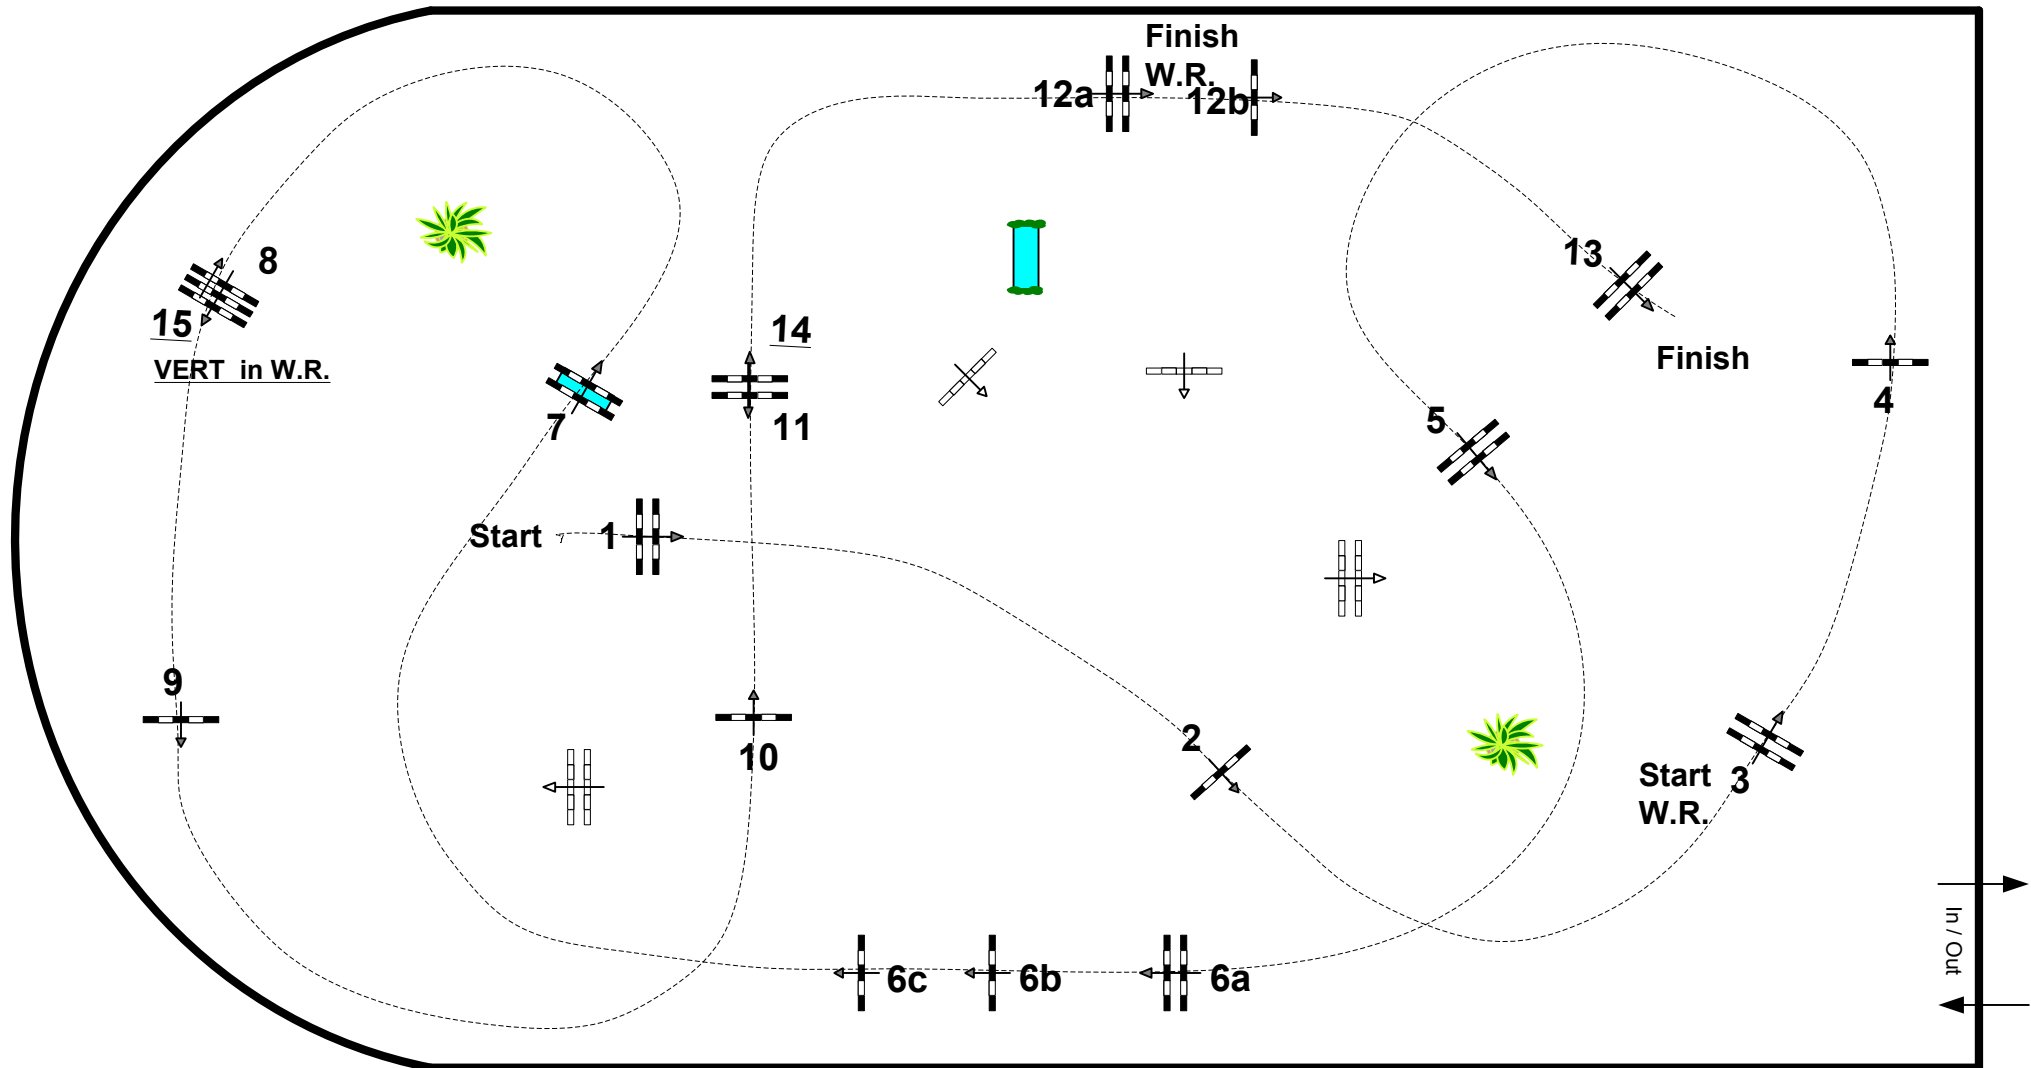 Finish
W.R.
12a
12b
8
13
15
14
VERT in W.R.
Finish
4
7
11
5
Start
1
9
2
10
Start
W.R.
3
6c
6b
6a
In / Out